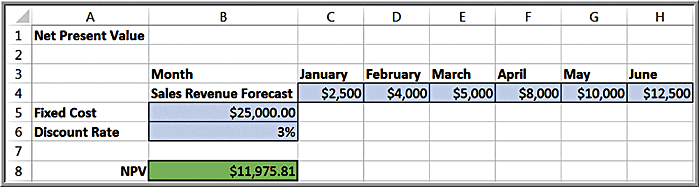 A B C D E F G H
1 Net Present Value
2
3 Month January February March April May June
4 Sales Revenue Forecast $2,500 $4,000 $5,000 $8,000 $10,000 $12,500
5 Fixed Cost $25,000.00
6 Discount Rate 3%
7
8 NPV $11,975.81